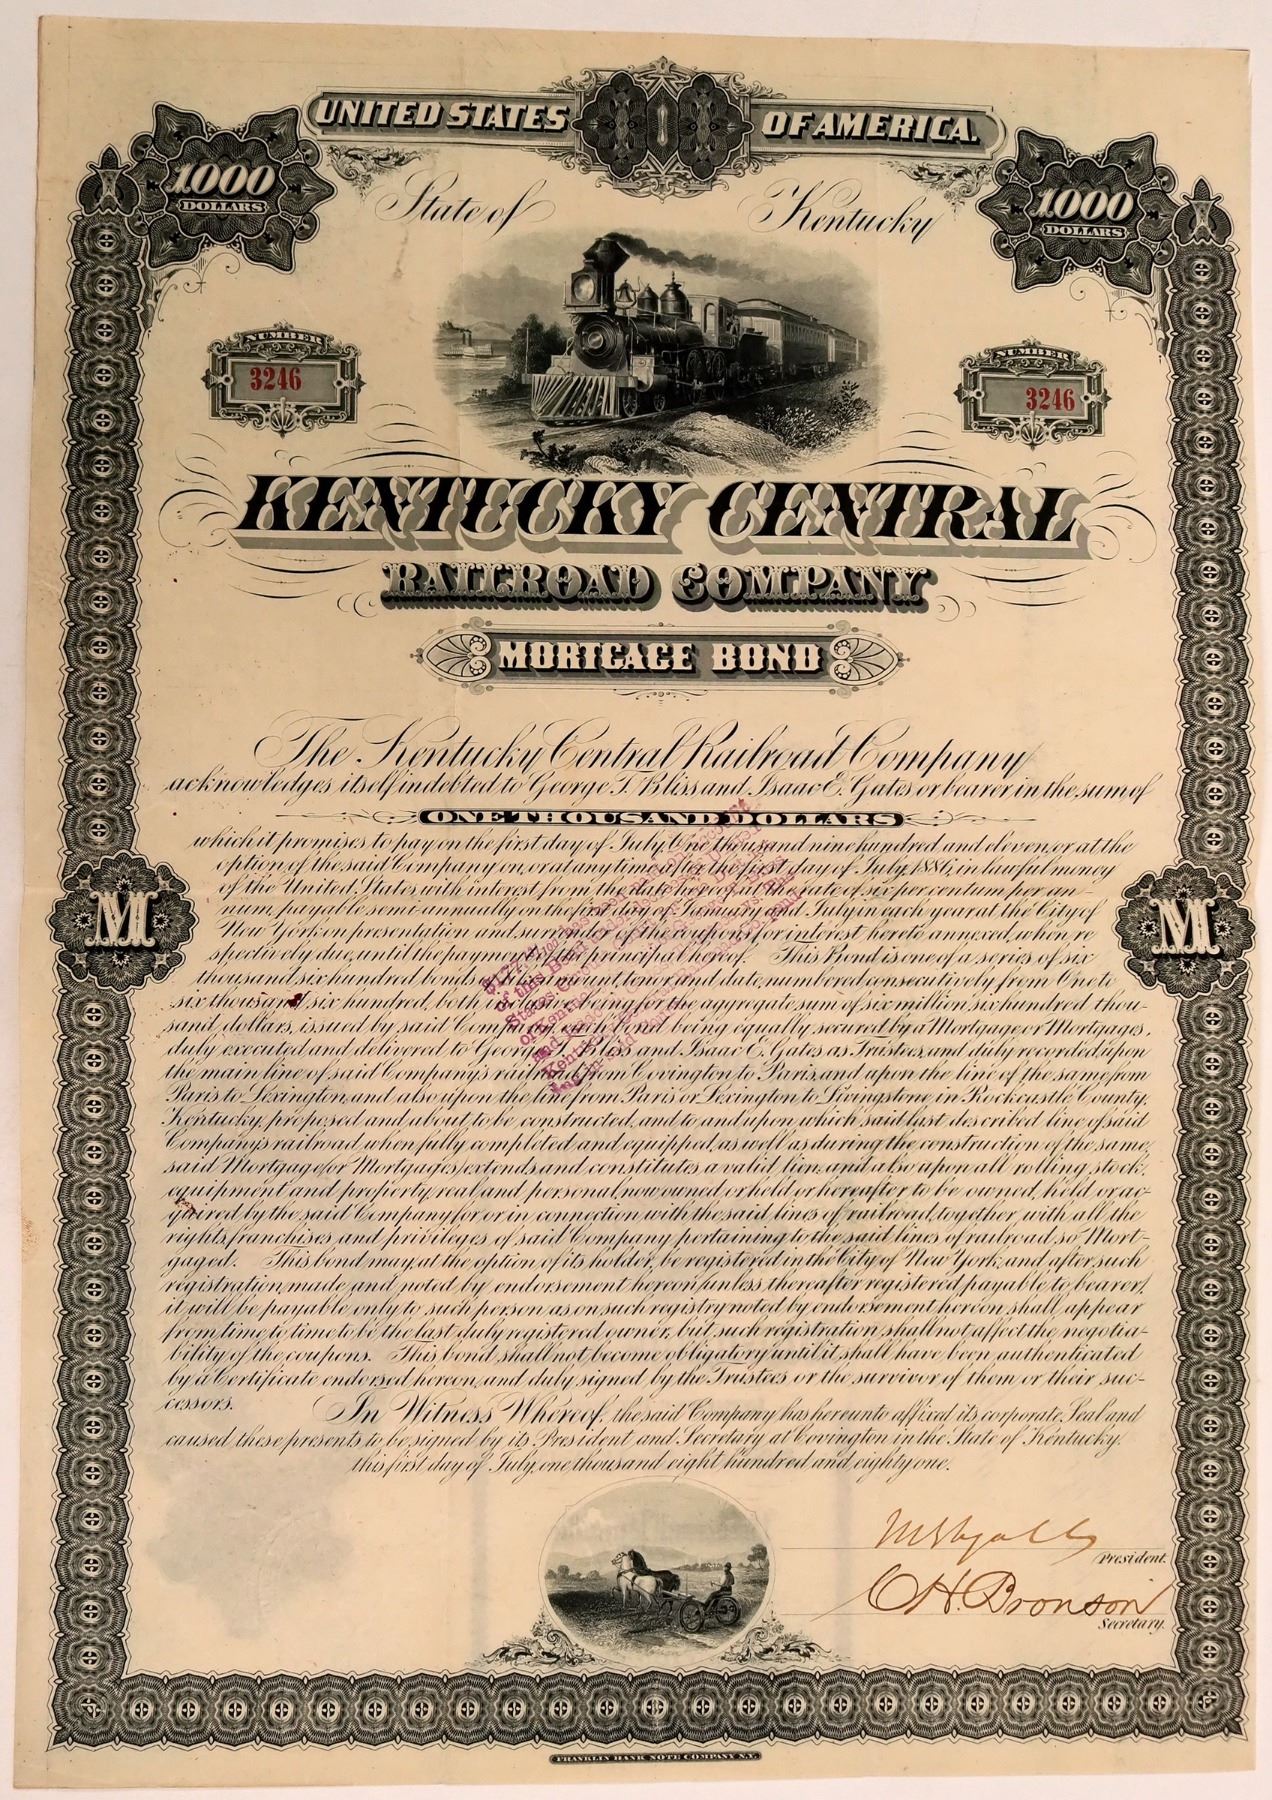 UNITED STATES OF AMERICA.
1000 DOLLARS
1000 DOLLARS
State of Kentucky
NUMBER
3246
NUMBER
3246
KENTUCKY CENTRAL
RAILROAD COMPANY
MORTGAGE BOND
The Kentucky Central Railroad Company
acknowledges itself indebted to George T. Bliss and Isaac E. Gates or bearer in the sum of
ONE THOUSAND DOLLARS
which it promises to pay on the first day of July, One thousand nine hundred and eleven, or at the
option of the said Company on, or at any time after the first day of July, 1886, in lawful money
of the United States, with interest from the date hereof at the rate of six per centum per an-
num, payable semi-annually on the first day of January and July in each year at the City of
New York on presentation and surrender of the coupons for interest hereto annexed, when re
spectively due, until the payment of the principal hereof. This Bond is one of a series of six
thousand six hundred bonds of like amount, tenor, and date, numbered consecutively from One to
six thousand six hundred, both inclusive, being for the aggregate sum of six million, six hundred thou-
sand, dollars, issued by said Company, each bond being equally secured by a Mortgage or Mortgages,
duly executed and delivered to George T. Bliss and Isaac E. Gates as Trustees, and duly recorded upon
the main line of said Company's railroad from Covington to Paris, and upon the line of the same from
Paris to Lexington, and also upon the line from Paris or Lexington to Livingstone, in Rockcastle County,
Kentucky, proposed and about to be constructed, and to and upon which said last described line of said
Company's railroad when fully completed and equipped, as well as during the construction of the same,
said Mortgage (or Mortgages) extends and constitutes a valid lien, and also upon all rolling stock,
equipment and property, real and personal, now owned or held or hereafter to be owned, held or ac-
quired by the said Company for or in connection with the said lines of railroad, together with all the
rights, franchises and privileges of said Company pertaining to the said lines of railroad so Mort-
gaged. This bond may at the option of its holder, be registered in the City of New York, and after such
registration made and noted by endorsement hereon (unless thereafter registered payable to bearer),
it will be payable only to such person as on such registry noted by endorsement hereon, shall appear
from time to time to be the last duly registered owner, but such registration shall not affect the negotia-
bility of the coupons. This bond shall not become obligatory until it shall have been authenticated
by a Certificate endorsed hereon, and duly signed by the Trustees or the survivor of them or their suc-
cessors. In Witness Whereof, the said Company has hereunto affixed its corporate Seal and
caused these presents to be signed by its President and Secretary at Covington in the State of Kentucky,
this first day of July, one thousand eight hundred and eighty one.
M
M
President.
C H. Bronson
Secretary.
FRANKLIN BANK NOTE COMPANY N.Y.